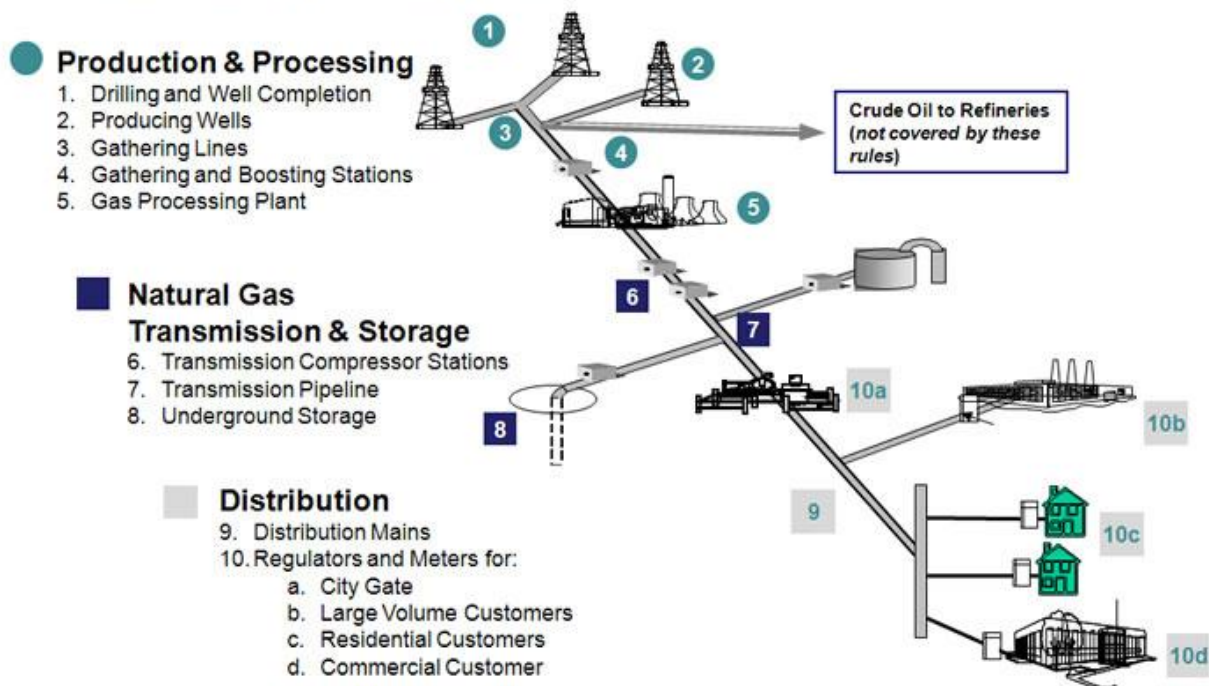 Production & Processing
1. Drilling and Well Completion
2. Producing Wells
3. Gathering Lines
4. Gathering and Boosting Stations
5. Gas Processing Plant
Natural Gas
Transmission & Storage
6. Transmission Compressor Stations
7. Transmission Pipeline
8. Underground Storage
Distribution
9. Distribution Mains
10. Regulators and Meters for:
a. City Gate
b. Large Volume Customers
c. Residential Customers
d. Commercial Customer
1
2
3
4
5
Crude Oil to Refineries
(not covered by these
rules)
6
7
8
10a
10b
9
10c
10d